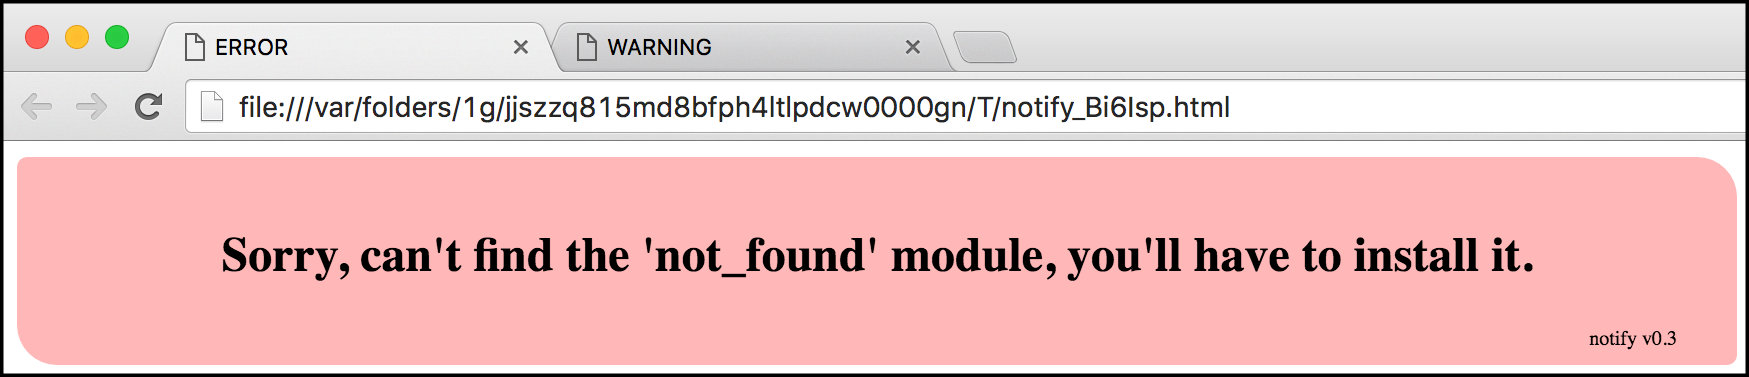 ERROR
WARNING
file:///var/folders/1g/jjszzq815md8bfph4ltlpdcw0000gn/T/notify_Bi6Isp.html
Sorry, can't find the 'not_found' module, you'll have to install it.
notify v0.3